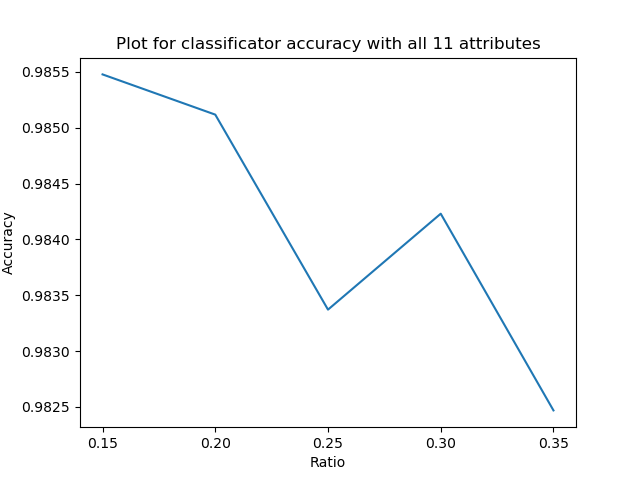 Plot for classificator accuracy with all 11 attributes
0.9855
0.9850
0.9845
0.9840
0.9835
0.9830
0.9825
Accuracy
0.15 0.20 0.25 0.30 0.35
Ratio